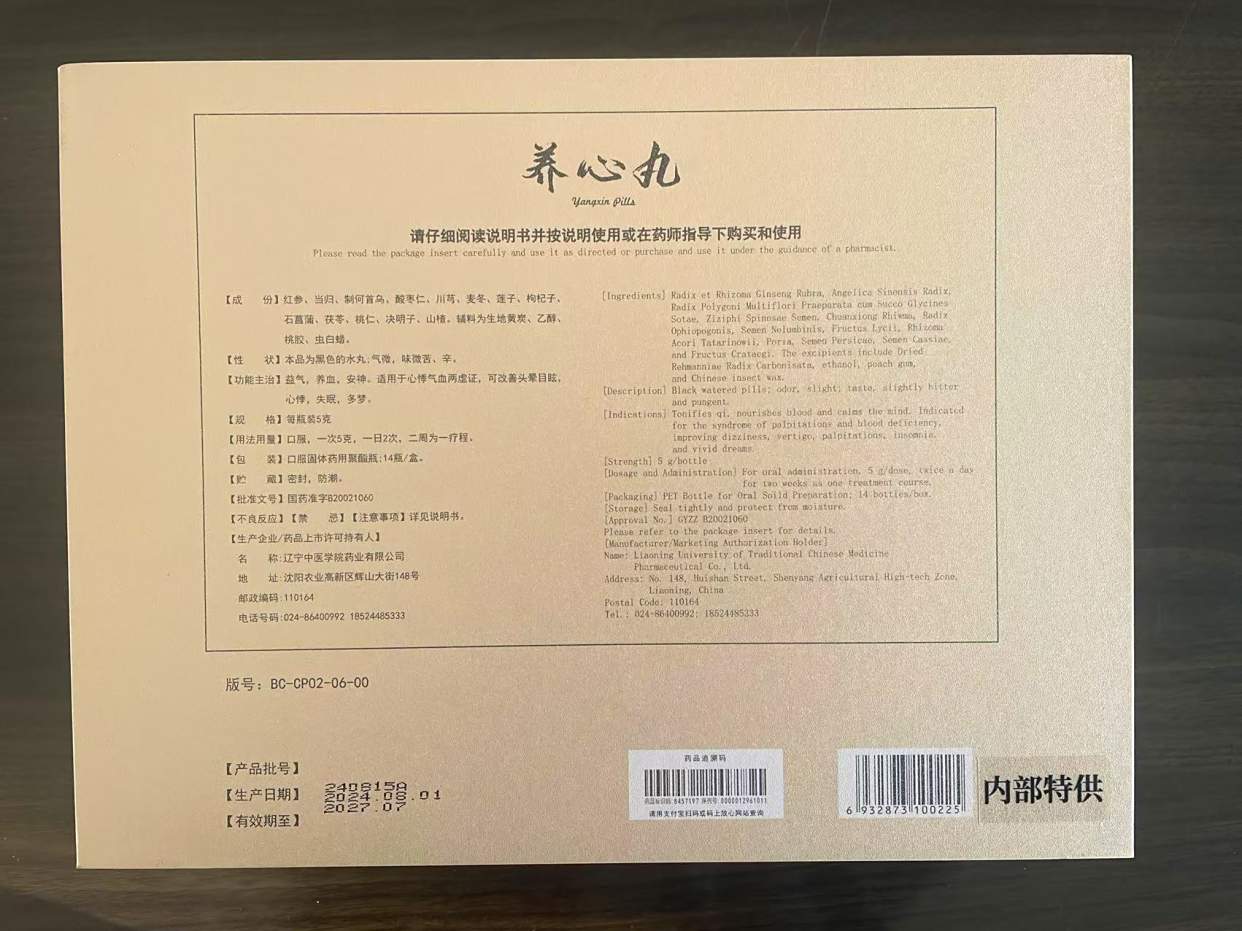 养心丸
Yangxin Pills
请仔细阅读说明书并按说明使用或在药师指导下购买和使用
Please read the package insert carefully and use it as directed or purchase and use it under the guidance of a pharmacist.
【成 份】红参、当归、制何首乌、酸枣仁、川芎、麦冬、莲子、枸杞子、
石菖蒲、茯苓、桃仁、决明子、山楂。辅料为生地黄炭、乙醇、
桃胶、虫白蜡。
【性 状】本品为黑色的水丸;气微，味微苦、辛。
【功能主治】益气，养血，安神。适用于心悸气血两虚证，可改善头晕目眩，
心悸，失眠，多梦。
【规 格】每瓶装5克
【用法用量】口服，一次5克，一日2次，二周为一疗程。
【包 装】口服固体药用聚酯瓶;14瓶/盒。
【贮 藏】密封，防潮。
【批准文号】国药准字B20021060
【不良反应】【禁 忌】【注意事项】详见说明书。
【生产企业/药品上市许可持有人】
名 称:辽宁中医学院药业有限公司
地 址:沈阳农业高新区辉山大街148号
邮政编码:110164
电话号码:024-86400992 18524485333
[Ingredients] Radix et Rhizoma Ginseng Rubra, Angelica Sinensis Radix,
Radix Polygoni Multiflori Praeparata cum Succo Glycines
Sotae, Ziziphi Spinosae Semen, Chuanxiong Rhiwma, Radix
Ophiopogonis, Semen Nelumbinis, Fructus Lycii, Rhizoma
Acori Tatarinowii, Poria, Semen Persicae, Semen Cassiae,
and Fructus Crataegi. The excipients include Dried
Rehmanniae Radix Carbonisata, ethanol, peach gum,
and Chinese insect wax.
[Description] Black watered pills; odor, slight; taste, slightly bitter
and pungent.
[Indications] Tonifies qi, nourishes blood and calms the mind. Indicated
for the syndrome of palpitations and blood deficiency,
improving dizziness, vertigo, palpitations, insomnia,
and vivid dreams.
[Strength] 5 g/bottle
[Dosage and Administration] For oral administration, 5 g/dose, twice a day
for two weeks as one treatment course.
[Packaging] PET Bottle for Oral Soild Preparation; 14 bottles/box.
[Storage] Seal tightly and protect from moisture.
[Approval No.] GYZZ B20021060
Please refer to the package insert for details.
[Manufacturer/Marketing Authorization Holder]
Name: Liaoning University of Traditional Chinese Medicine
Pharmaceutical Co., Ltd.
Address: No. 148, Huishan Street, Shenyang Agricultural High-tech Zone,
Liaoning, China
Postal Code: 110164
Tel.: 024-86400992; 18524485333
版号：BC-CP02-06-00
【产品批号】 240815A
【生产日期】 2024.08.01
【有效期至】 2027.07
药品追溯码
药品标识码:8457197 序列号:0000012961011
请用支付宝扫码或码上放心网站查询
6 932873 100225
内部特供